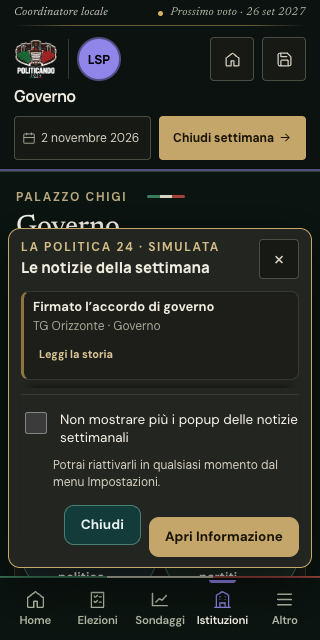 Coordinatore locale
Prossimo voto · 26 set 2027
POLITICANDO
LSP
Governo
2 novembre 2026
Chiudi settimana →
PALAZZO CHIGI
Governo
LA POLITICA 24 · SIMULATA
Le notizie della settimana
×
Firmato l’accordo di governo
TG Orizzonte · Governo
Leggi la storia
Non mostrare più i popup delle notizie
settimanali
Potrai riattivarli in qualsiasi momento dal
menu Impostazioni.
Chiudi
Apri Informazione
politico
partiti
Home
Elezioni
Sondaggi
Istituzioni
Altro